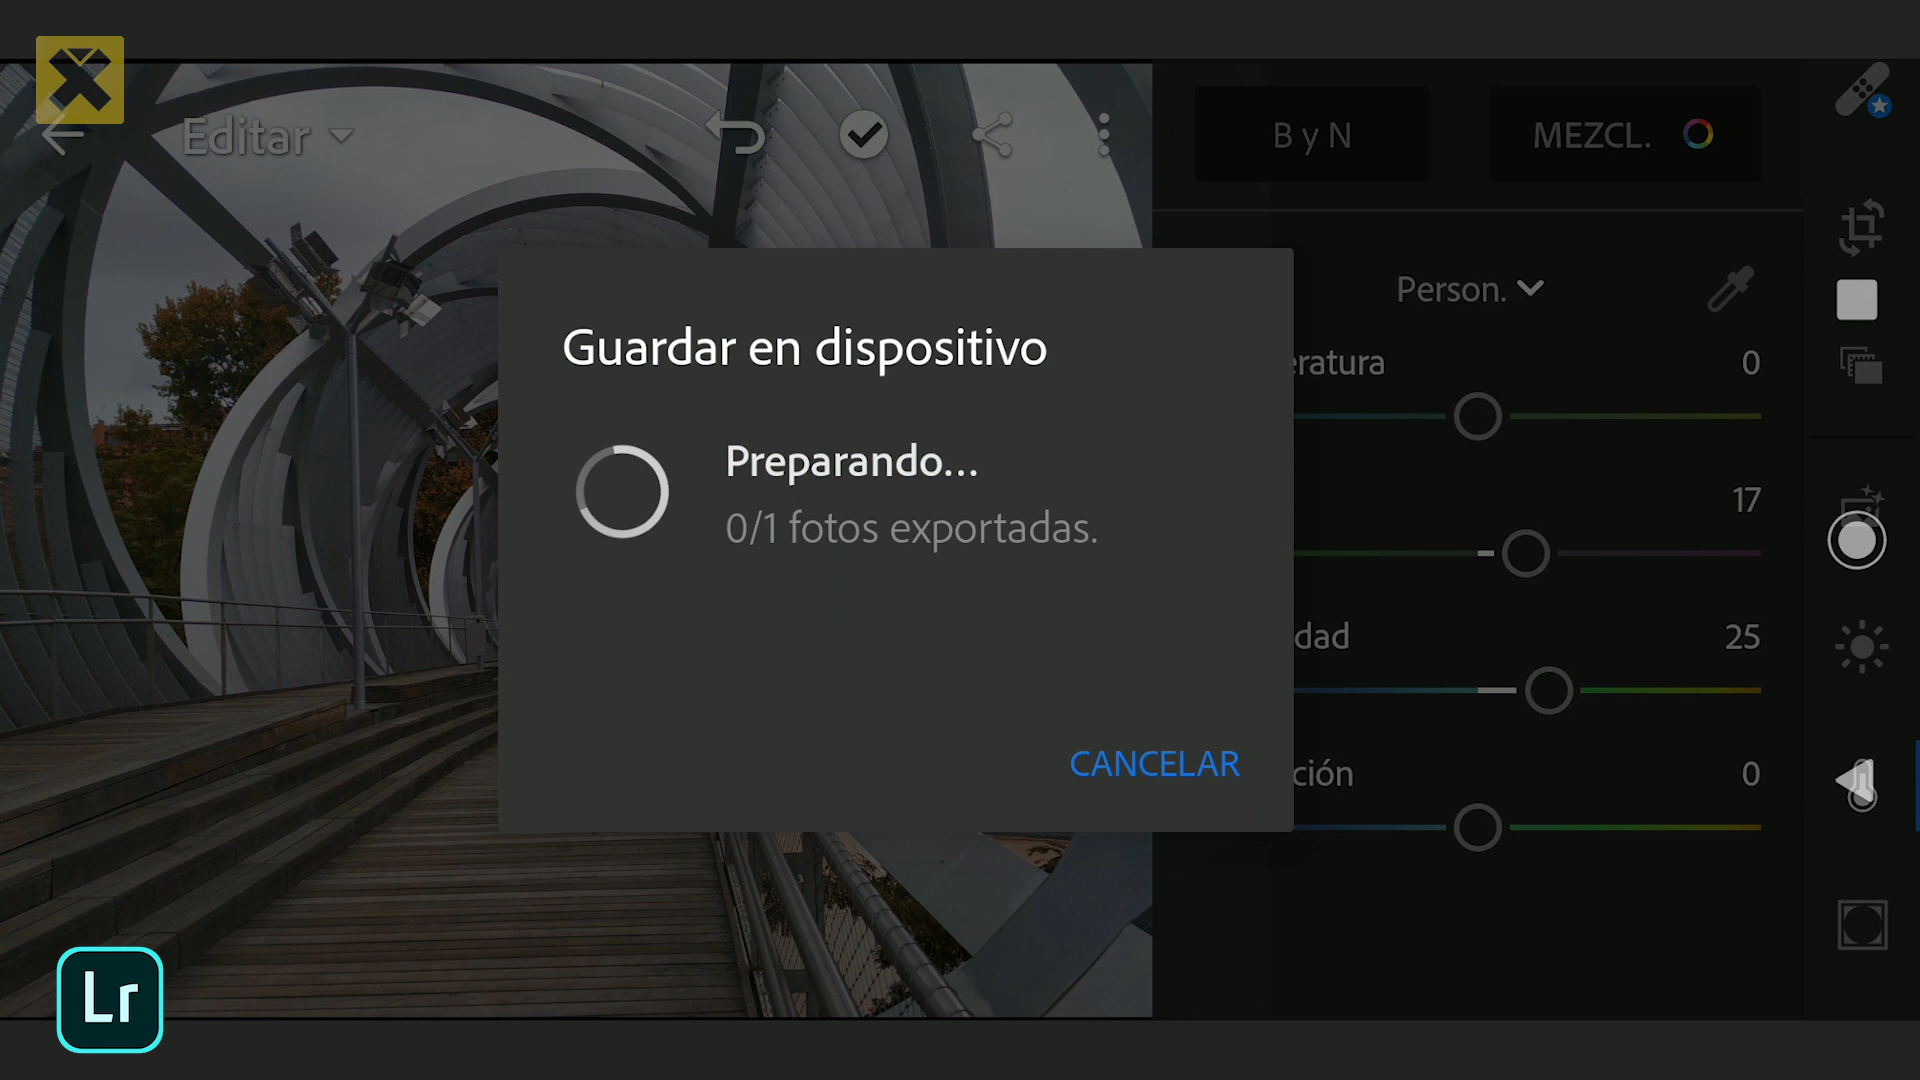 Editar
B y N
MEZCL.
Person.
eratura
0
17
dad
25
ción
0
Guardar en dispositivo
Preparando...
0/1 fotos exportadas.
CANCELAR
Lr